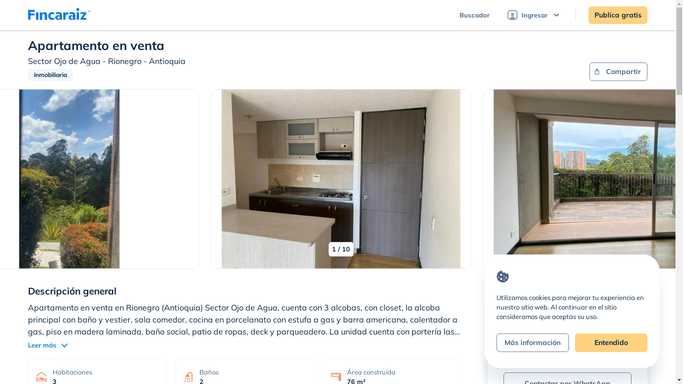 Fincaraiz
Buscador
Ingresar
Publica gratis
Apartamento en venta
Sector Ojo de Agua - Rionegro - Antioquia
Inmobiliaria
Compartir
1 / 10
Descripción general
Apartamento en venta en Rionegro (Antioquia) Sector Ojo de Agua, cuenta con 3 alcobas, con closet, la alcoba
principal con baño y vestier, sala comedor, cocina en porcelanato con estufa a gas y barra americana, calentador a
gas, piso en madera laminada, baño social, patio de ropas, deck y parqueadero. La unidad cuenta con portería las...
Leer más
Habitaciones
3
Baños
2
Área construida
76 m²
Utilizamos cookies para mejorar tu experiencia en
nuestro sitio web. Al continuar en el sitio
consideramos que aceptas su uso.
Más información
Entendido
Contactar por WhatsApp